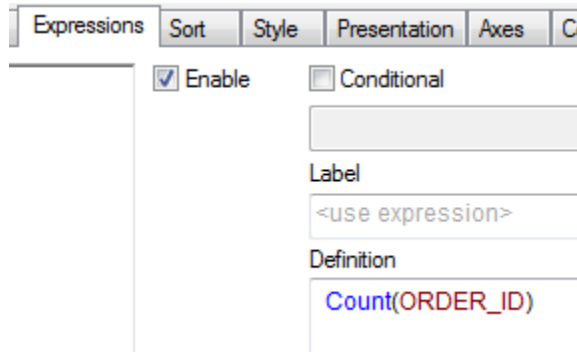 Expressions Sort Style Presentation Axes
Enable Conditional
Label
<use expression>
Definition
Count(ORDER_ID)